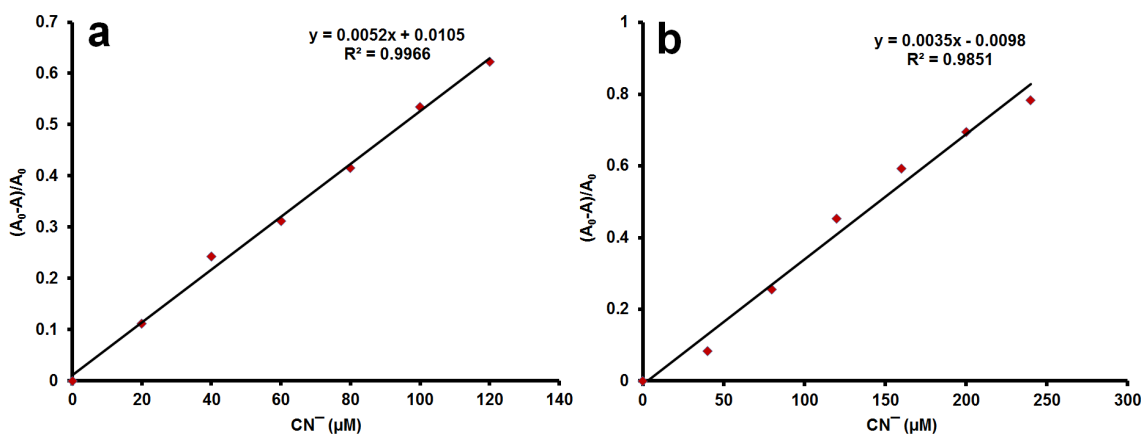 a
y = 0.0052x + 0.0105
R² = 0.9966
(A₀-A)/A₀
0.7
0.6
0.5
0.4
0.3
0.2
0.1
0
0 20 40 60 80 100 120 140
CN¯ (µM)
b
y = 0.0035x - 0.0098
R² = 0.9851
(A₀-A)/A₀
1
0.8
0.6
0.4
0.2
0
0 50 100 150 200 250 300
CN¯ (µM)